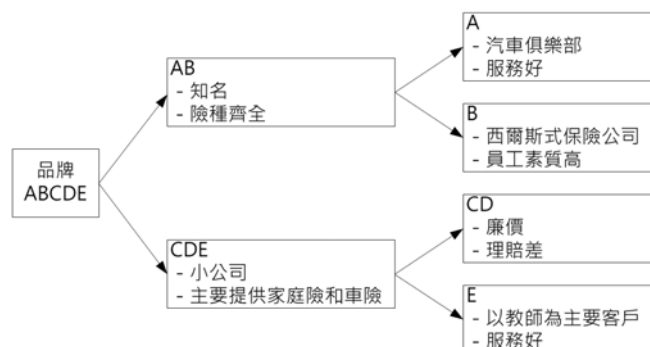 品牌
ABCDE
AB
- 知名
- 險種齊全
CDE
- 小公司
- 主要提供家庭險和車險
A
- 汽車俱樂部
- 服務好
B
- 西爾斯式保險公司
- 員工素質高
CD
- 廉價
- 理賠差
E
- 以教師為主要客戶
- 服務好